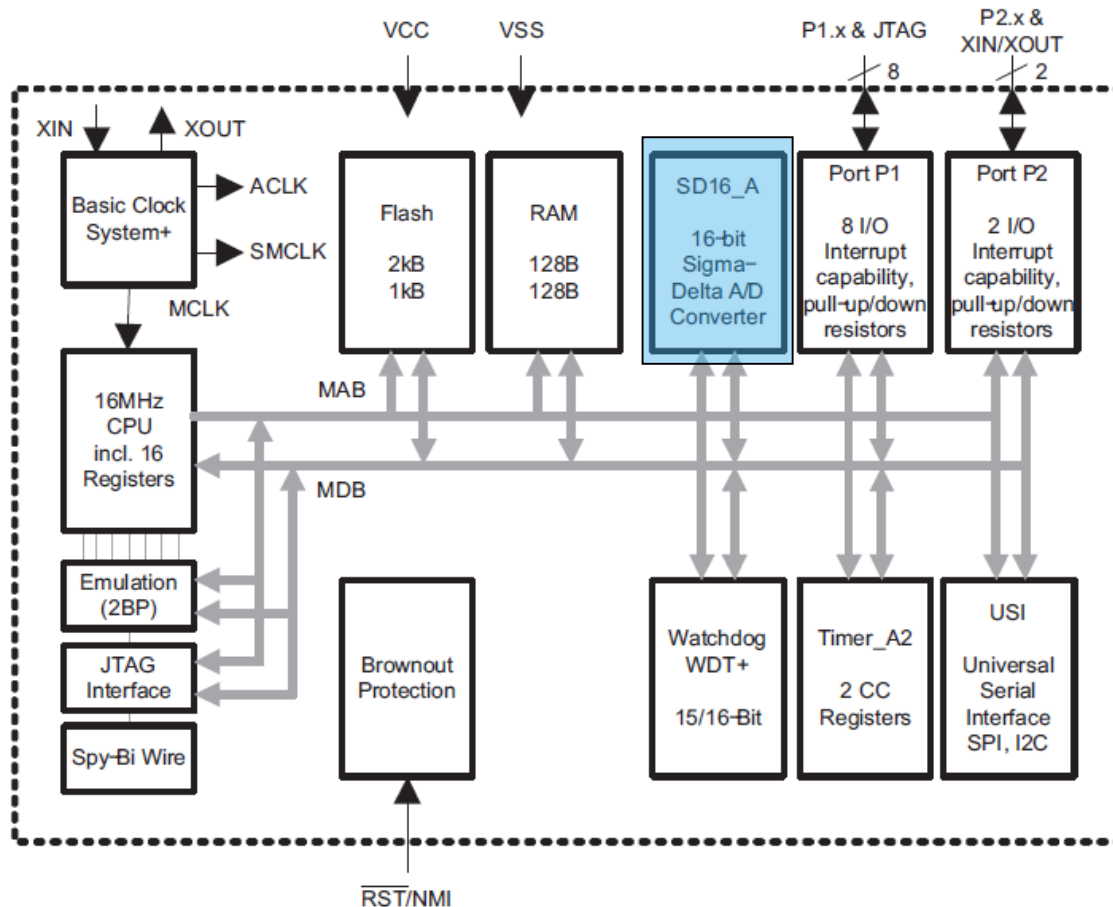 VCC
VSS
P1.x & JTAG
P2.x &
XIN/XOUT
8
2
XIN
XOUT
Basic Clock
System+
ACLK
SMCLK
MCLK
Flash
2kB
1kB
RAM
128B
128B
SD16_A
16-bit
Sigma-
Delta A/D
Converter
Port P1
8 I/O
Interrupt
capability,
pull-up/down
resistors
Port P2
2 I/O
Interrupt
capability,
pull-up/down
resistors
16MHz
CPU
incl. 16
Registers
MAB
MDB
Emulation
(2BP)
JTAG
Interface
Spy-Bi Wire
Brownout
Protection
Watchdog
WDT+
15/16-Bit
Timer_A2
2 CC
Registers
USI
Universal
Serial
Interface
SPI, I2C
RST/NMI